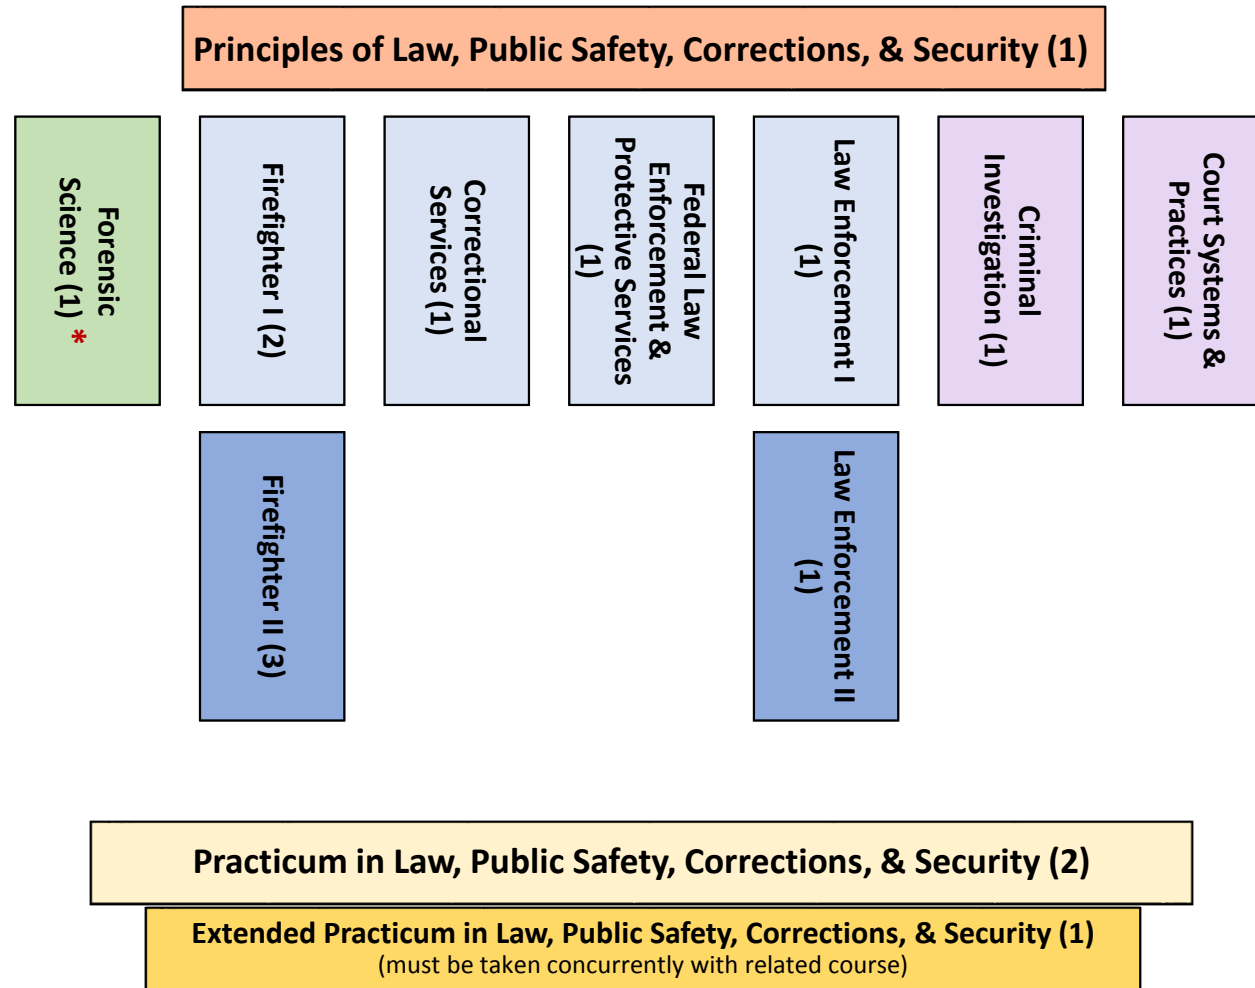 Principles of Law, Public Safety, Corrections, & Security (1)
Forensic
Science (1) *
Firefighter I (2)
Correctional
Services (1)
Federal Law
Enforcement &
Protective Services
(1)
Law Enforcement I
(1)
Criminal
Investigation (1)
Court Systems &
Practices (1)
Firefighter II (3)
Law Enforcement II
(1)
Practicum in Law, Public Safety, Corrections, & Security (2)
Extended Practicum in Law, Public Safety, Corrections, & Security (1)
(must be taken concurrently with related course)